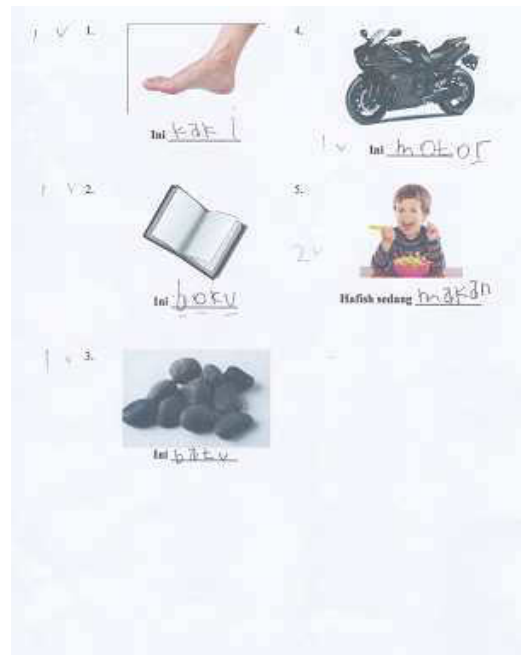 1 v 1.
Ini kaki
1 v 2.
Ini boku
1 v 3.
Ini batu
4.
1 v Ini motor
5.
2 v
Hafish sedang makan